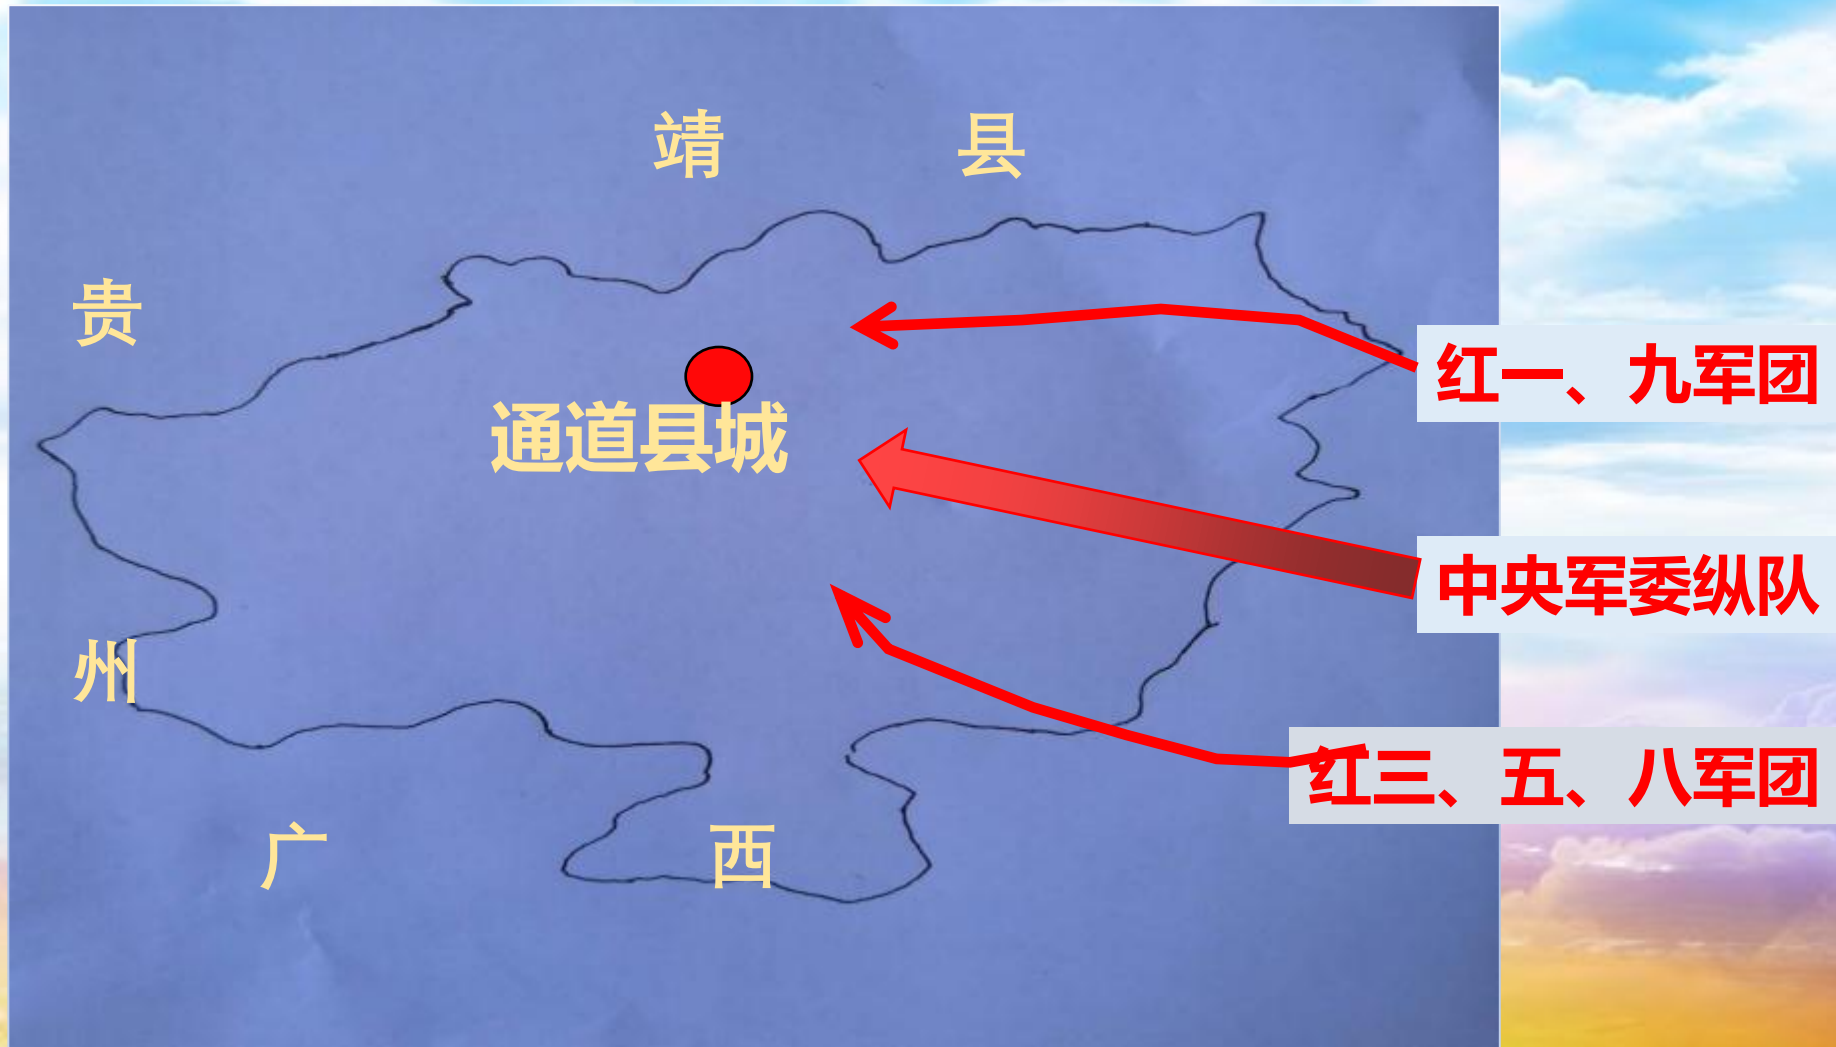 靖 县
贵
红一、九军团
通道县城
中央军委纵队
州
红三、五、八军团
广 西